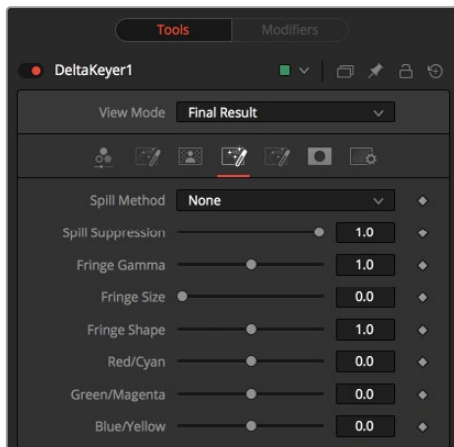 Tools Modifiers
DeltaKeyer1
View Mode Final Result
Spill Method None
Spill Suppression 1.0
Fringe Gamma 1.0
Fringe Size 0.0
Fringe Shape 1.0
Red/Cyan 0.0
Green/Magenta 0.0
Blue/Yellow 0.0